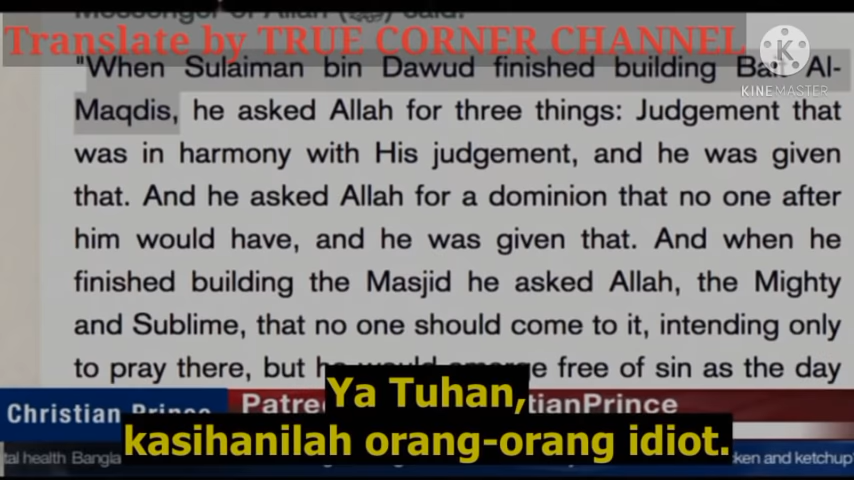 Translate by TRUE CORNER CHANNEL
KINEMASTER
"When Sulaiman bin Dawud finished building Bait Al-
Maqdis, he asked Allah for three things: Judgement that
was in harmony with His judgement, and he was given
that. And he asked Allah for a dominion that no one after
him would have, and he was given that. And when he
finished building the Masjid he asked Allah, the Mighty
and Sublime, that no one should come to it, intending only
to pray there, but he would emerge free of sin as the day
Christian Prince
Ya Tuhan,
kasihanilah orang-orang idiot.
and ketchup